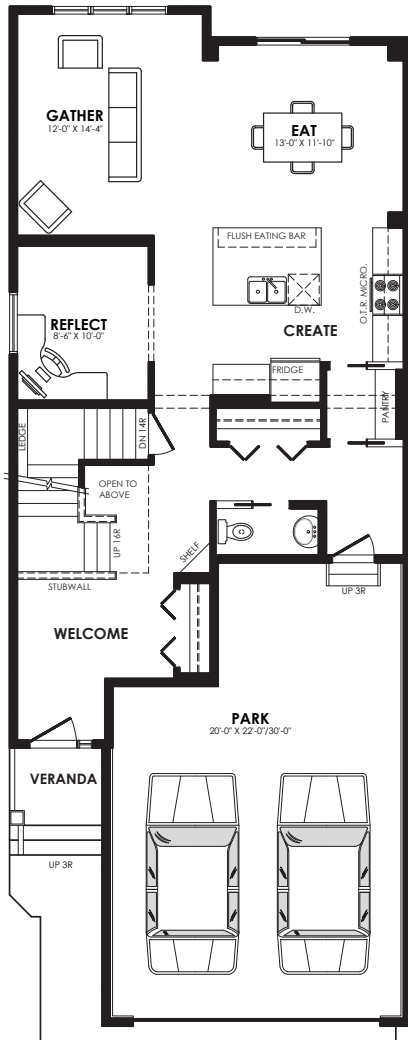 GATHER
12'-0" X 14'-4"
EAT
13'-0" X 11'-10"
FLUSH EATING BAR
D.W.
O.T.R. MICRO.
CREATE
REFLECT
8'-6" X 10'-0"
FRIDGE
PANTRY
LEDGE
DN 14R
OPEN TO
ABOVE
UP 16R
SHELF
STUBWALL
UP 3R
WELCOME
PARK
20'-0" X 22'-0"/30'-0"
VERANDA
UP 3R